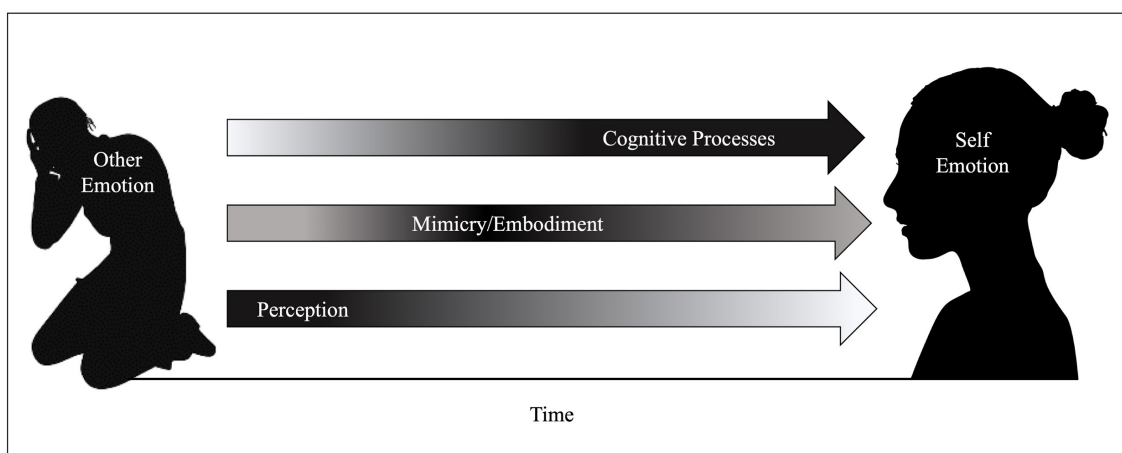 Other
Emotion
Cognitive Processes
Mimicry/Embodiment
Perception
Self
Emotion
Time